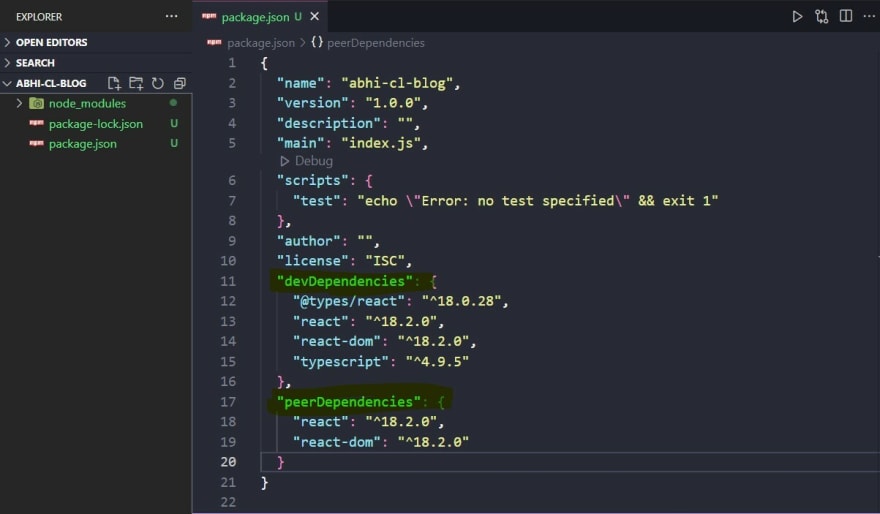 EXPLORER
···
npm package.json U ×
OPEN EDITORS
npm package.json > {} peerDependencies
SEARCH
ABHI-CL-BLOG
node_modules
npm package-lock.json U
npm package.json U
1 {
2 "name": "abhi-cl-blog",
3 "version": "1.0.0",
4 "description": "",
5 "main": "index.js",
Debug
6 "scripts": {
7 "test": "echo \"Error: no test specified\" && exit 1"
8 },
9 "author": "",
10 "license": "ISC",
11 "devDependencies": {
12 "@types/react": "^18.0.28",
13 "react": "^18.2.0",
14 "react-dom": "^18.2.0",
15 "typescript": "^4.9.5"
16 },
17 "peerDependencies": {
18 "react": "^18.2.0",
19 "react-dom": "^18.2.0"
20 }
21 }
22